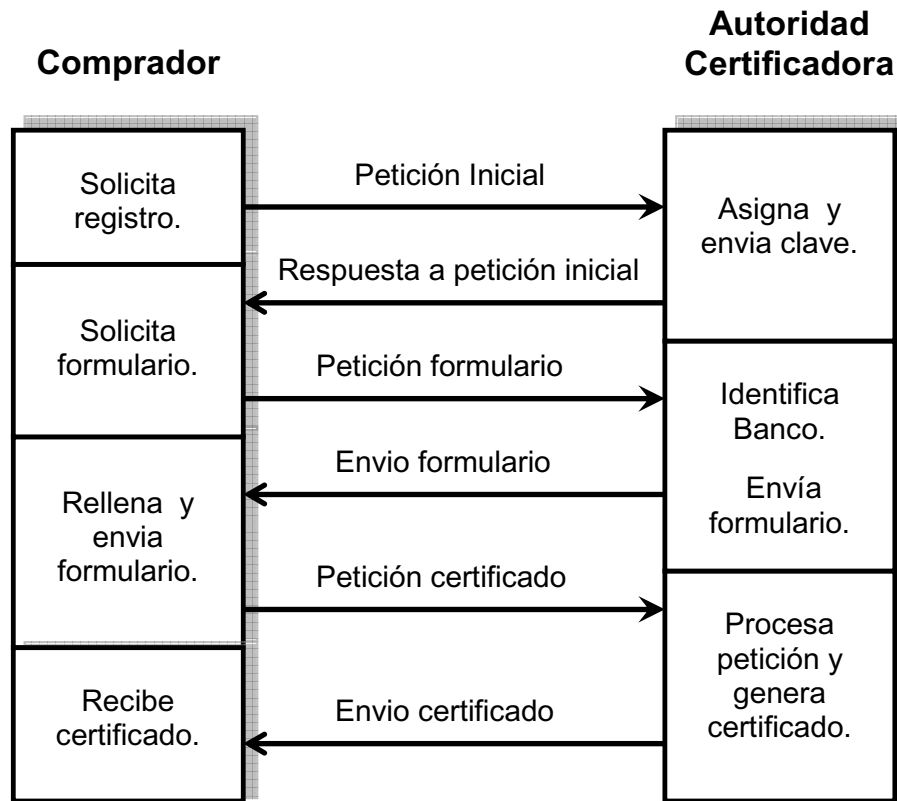 Comprador
Autoridad
Certificadora
Solicita
registro.
Petición Inicial
Asigna y
envia clave.
Respuesta a petición inicial
Solicita
formulario.
Petición formulario
Identifica
Banco.
Envía
formulario.
Envio formulario
Rellena y
envia
formulario.
Petición certificado
Procesa
petición y
genera
certificado.
Recibe
certificado.
Envio certificado